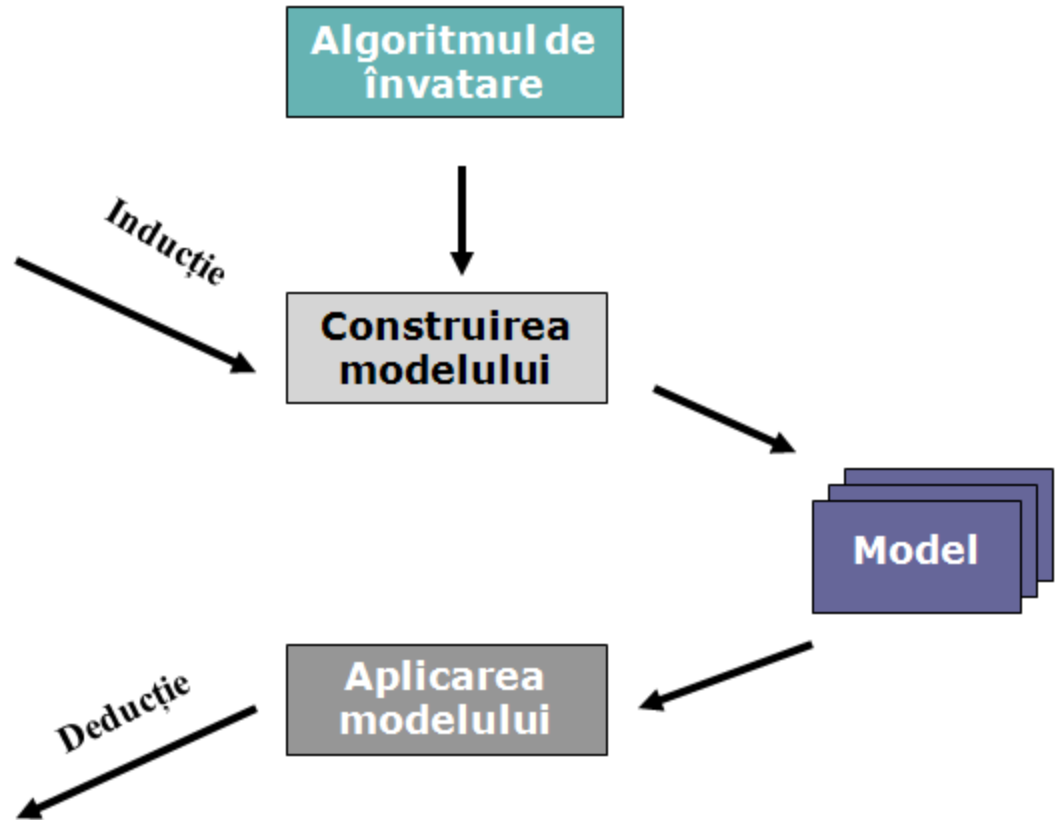 Algoritmul de
învatare
Inducție
Construirea
modelului
Model
Aplicarea
modelului
Deducție